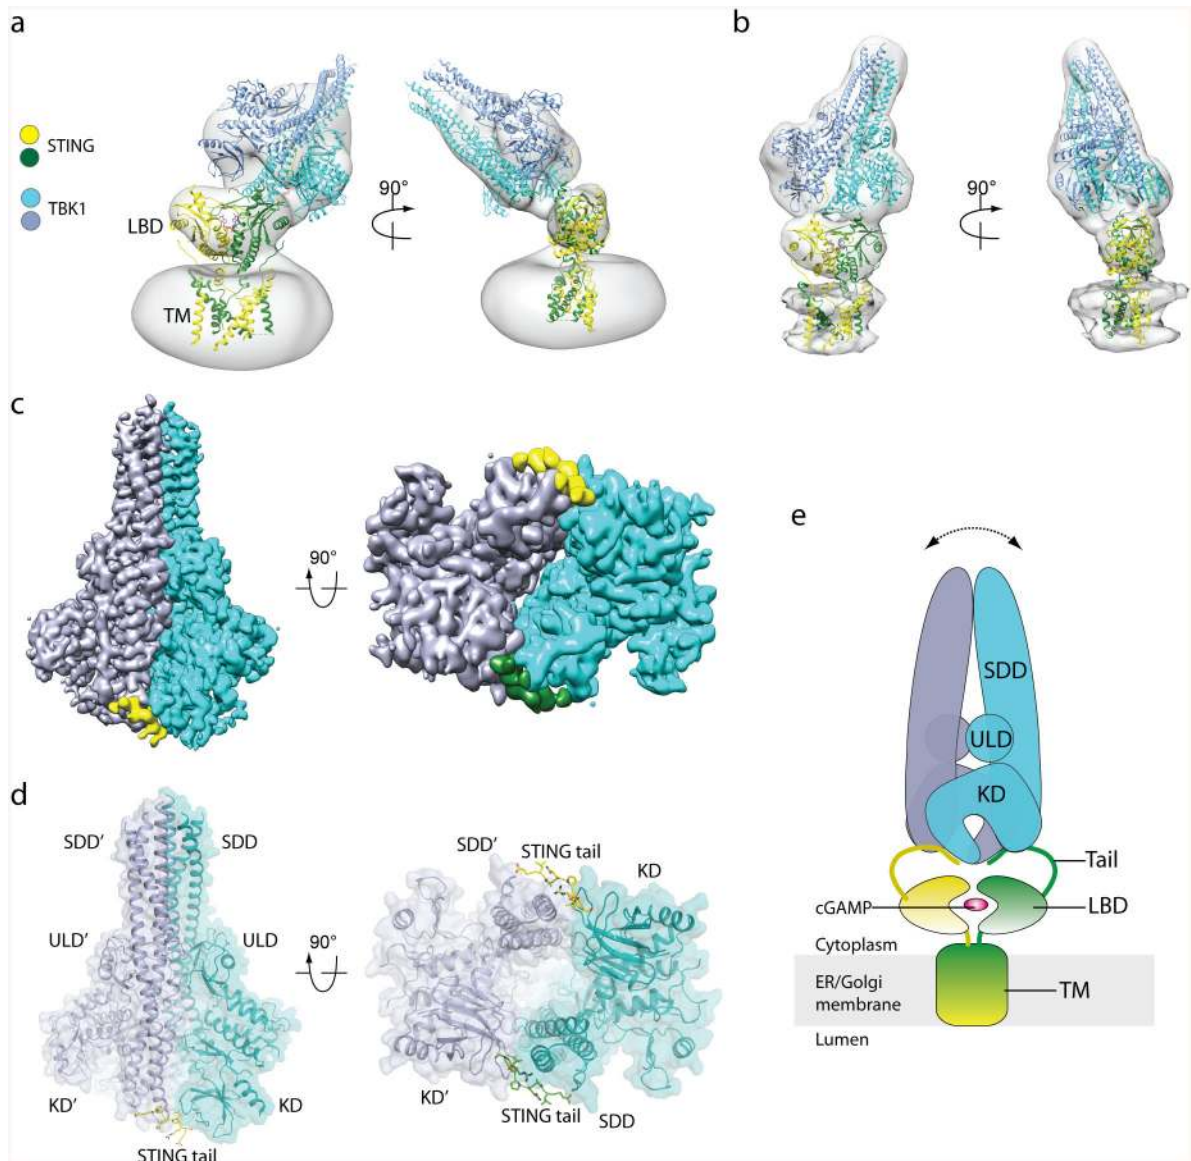 a
b
STING
TBK1
LBD
TM
90°
90°
c
90°
e
SDD
ULD
KD
Tail
cGAMP
LBD
Cytoplasm
ER/Golgi
membrane
TM
Lumen
d
SDD'
SDD
ULD'
ULD
KD'
KD
STING tail
90°
SDD'
STING tail
KD
KD'
STING tail
SDD